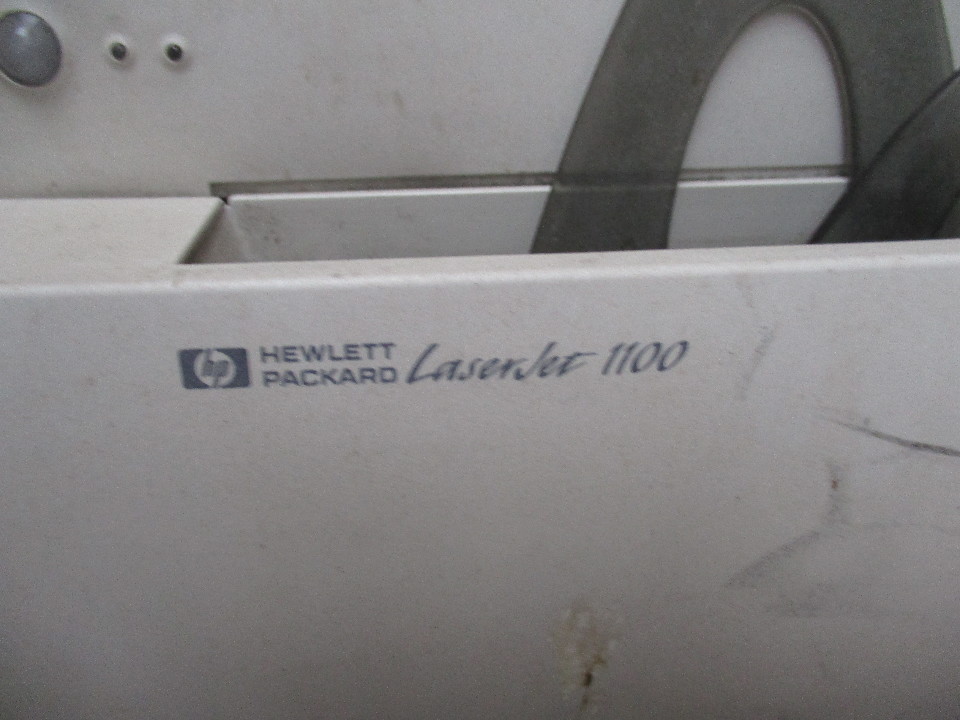 hp HEWLETT
PACKARD LaserJet 1100